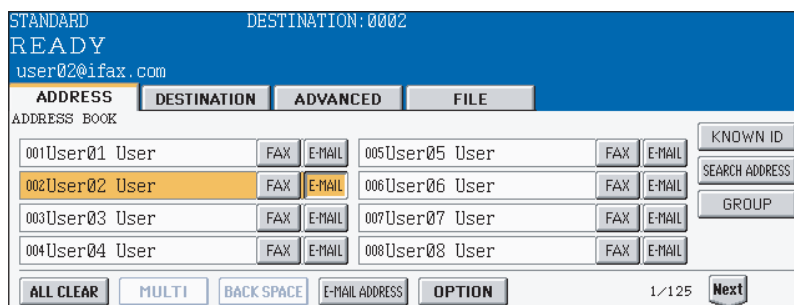 STANDARD DESTINATION:0002
READY
user02@ifax.com
ADDRESS DESTINATION ADVANCED FILE
ADDRESS BOOK
001User01 User FAX E-MAIL 005User05 User FAX E-MAIL KNOWN ID
002User02 User FAX E-MAIL 006User06 User FAX E-MAIL SEARCH ADDRESS
003User03 User FAX E-MAIL 007User07 User FAX E-MAIL GROUP
004User04 User FAX E-MAIL 008User08 User FAX E-MAIL
ALL CLEAR MULTI BACK SPACE E-MAIL ADDRESS OPTION 1/125 Next